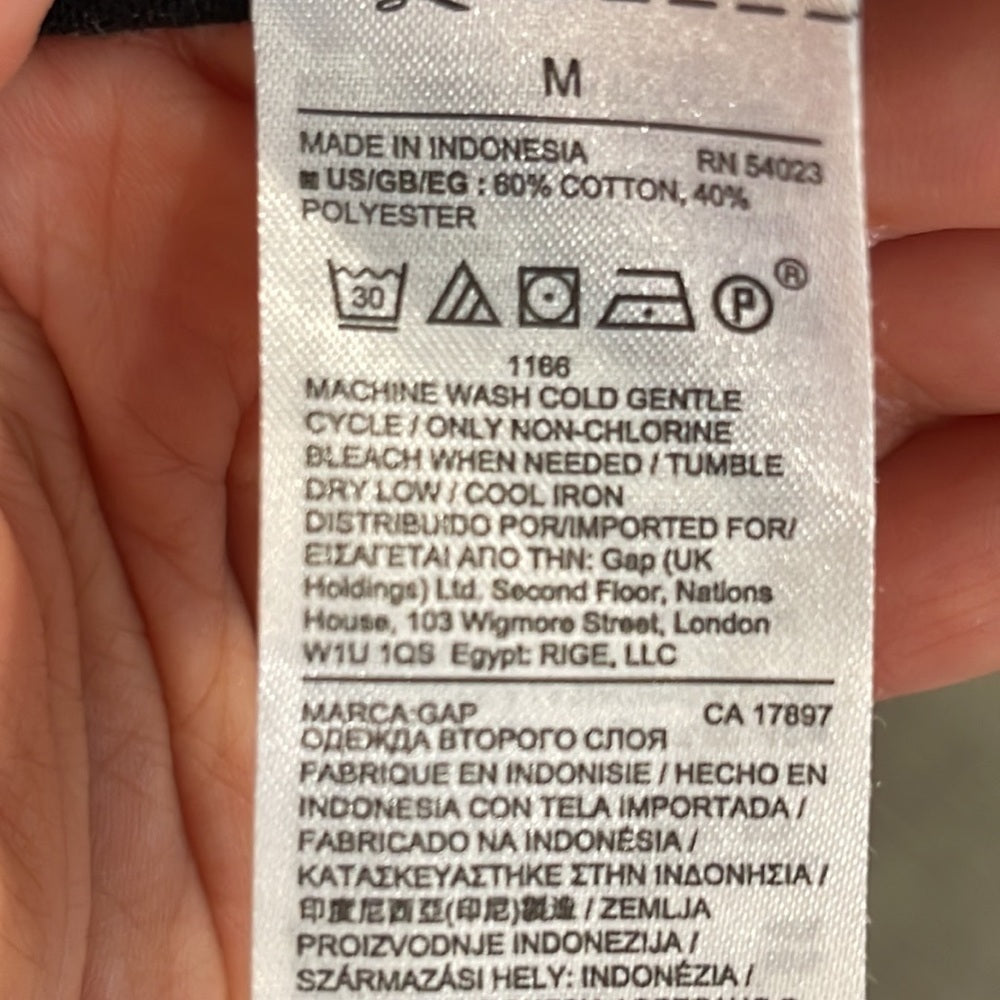 M
MADE IN INDONESIA RN 54023
US/GB/EG : 60% COTTON, 40%
POLYESTER
30 P ®
1166
MACHINE WASH COLD GENTLE
CYCLE / ONLY NON-CHLORINE
BLEACH WHEN NEEDED / TUMBLE
DRY LOW / COOL IRON
DISTRIBUIDO POR/IMPORTED FOR/
ΕΙΣΑΓΕΤΑΙ ΑΠΟ ΤΗΝ: Gap (UK
Holdings) Ltd. Second Floor, Nations
House, 103 Wigmore Street, London
W1U 1QS Egypt: RIGE, LLC
MARCA GAP CA 17897
ОДЕЖДА ВТОРОГО СЛОЯ
FABRIQUE EN INDONISIE / HECHO EN
INDONESIA CON TELA IMPORTADA /
FABRICADO NA INDONÉSIA /
ΚΑΤΑΣΚΕΥΑΣΤΗΚΕ ΣΤΗΝ ΙΝΔΟΝΗΣΙΑ /
印度尼西亞(印尼)製造 / ZEMLJA
PROIZVODNJE INDONEZIJA /
SZÁRMAZÁSI HELY: INDONÉZIA /